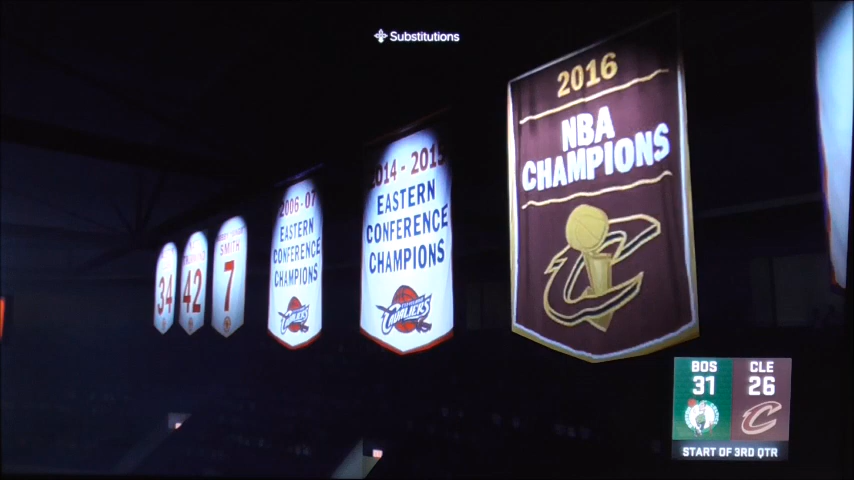 Substitutions
2016
NBA
CHAMPIONS
2014 - 2015
EASTERN
CONFERENCE
CHAMPIONS
CAVALIERS
2006-07
EASTERN
CONFERENCE
CHAMPIONS
CAVALIERS
SMITH
7
42
34
BOS
31
CLE
26
START OF 3RD QTR